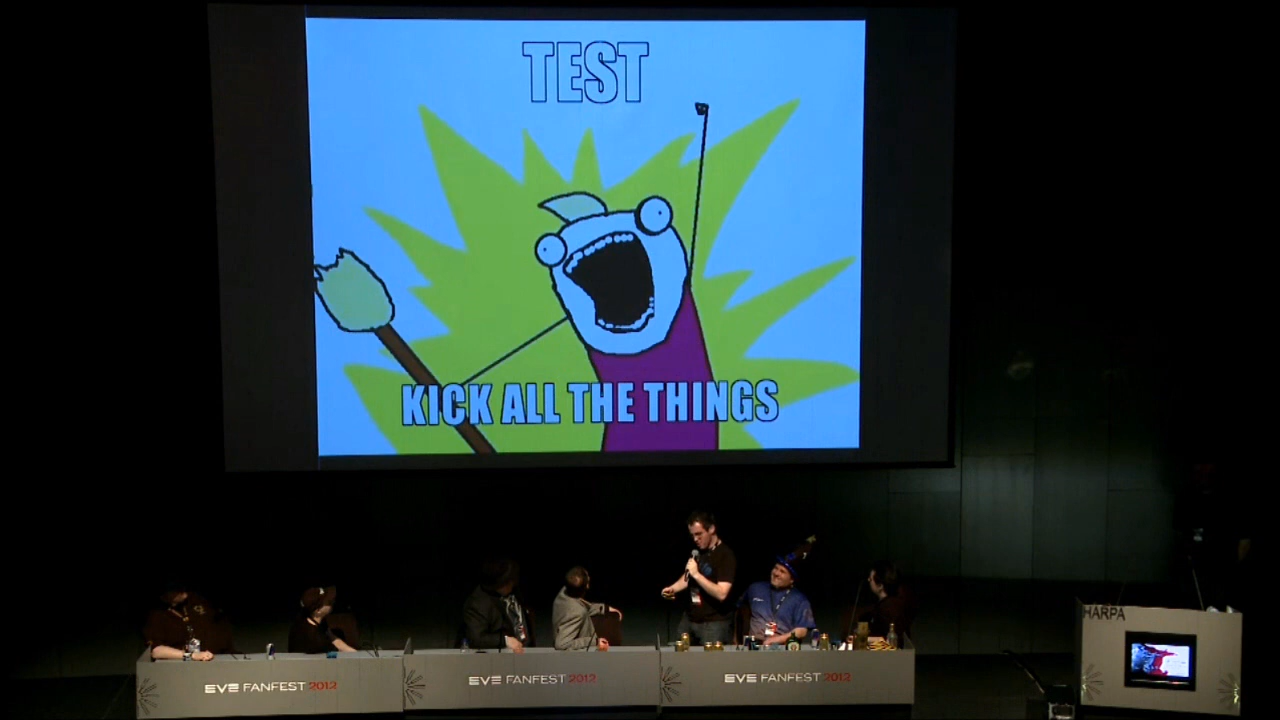 TEST
KICK ALL THE THINGS
HARPA
EVE FANFEST 2012
EVE FANFEST 2012
EVE FANFEST 2012